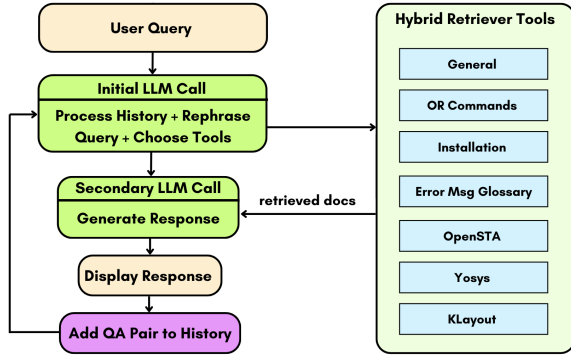 User Query
Initial LLM Call
Process History + Rephrase
Query + Choose Tools
Secondary LLM Call
Generate Response
retrieved docs
Display Response
Add QA Pair to History
Hybrid Retriever Tools
General
OR Commands
Installation
Error Msg Glossary
OpenSTA
Yosys
KLayout